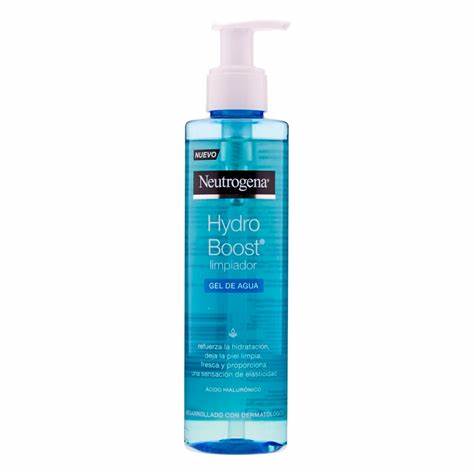 NUEVO
Neutrogena®
Hydro
Boost®
limpiador
GEL DE AGUA
refuerza la hidratación,
deja la piel limpia,
fresca y proporciona
una sensación de elasticidad
ÁCIDO HIALURÓNICO
DESARROLLADO CON DERMATÓLOGOS